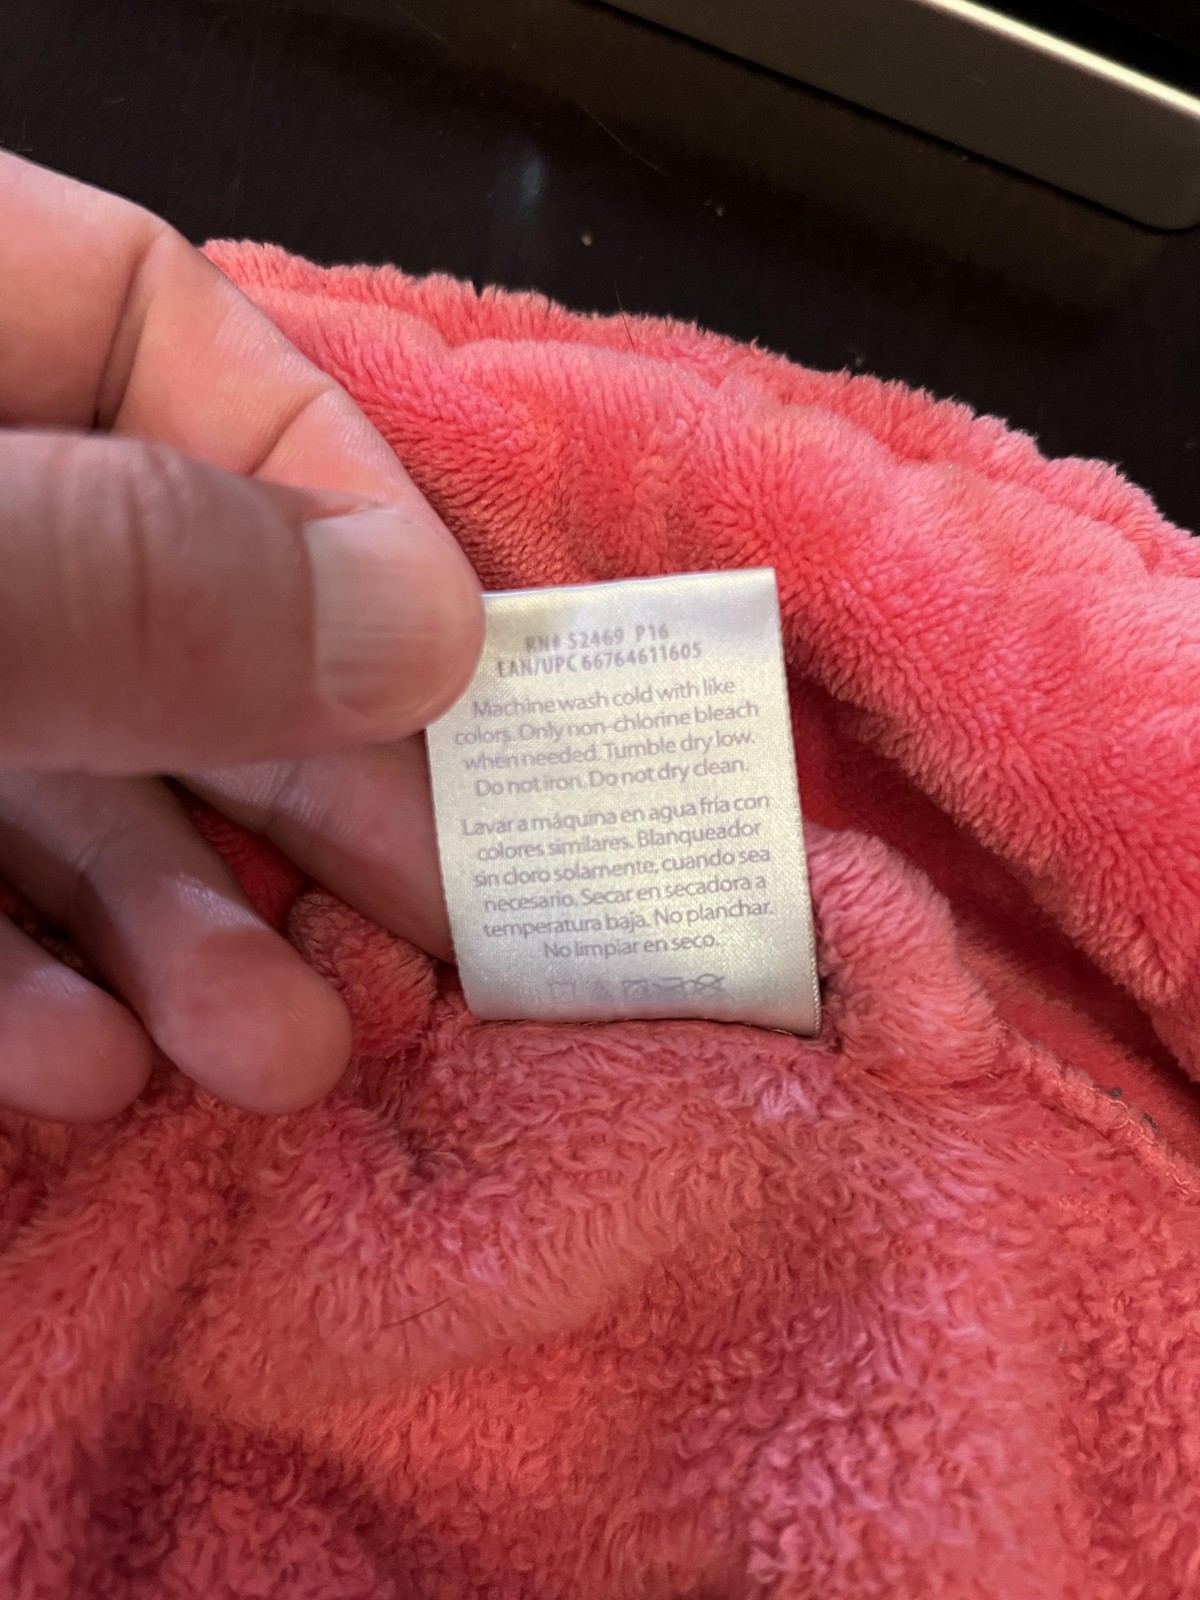 RN# 52469 P16
EAN/UPC 66764611605
Machine wash cold with like
colors. Only non-chlorine bleach
when needed. Tumble dry low.
Do not iron. Do not dry clean.
Lavar a máquina en agua fría con
colores similares. Blanqueador
sin cloro solamente, cuando sea
necesario. Secar en secadora a
temperatura baja. No planchar.
No limpiar en seco.